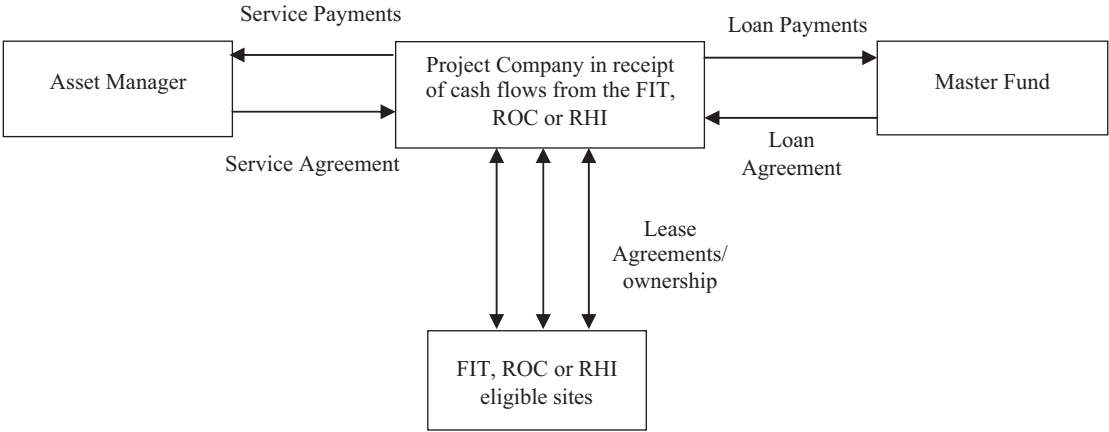 Service Payments
Loan Payments
Asset Manager
Project Company in receipt
of cash flows from the FIT,
ROC or RHI
Master Fund
Service Agreement
Loan
Agreement
Lease
Agreements/
ownership
FIT, ROC or RHI
eligible sites